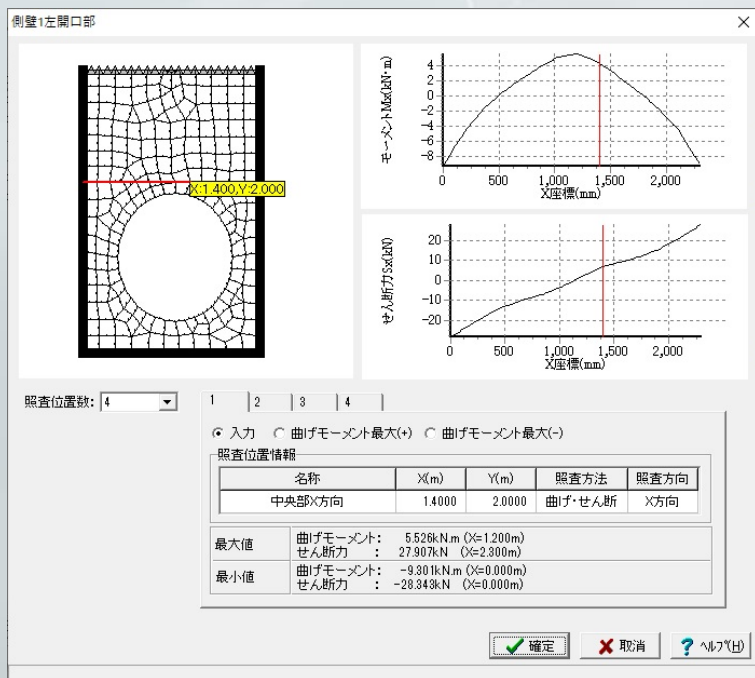 側壁1左開口部
X:1.400,Y:2.000
モーメントMx(kN・m)
4
2
0
-2
-4
-6
-8
0 500 1,000 1,500 2,000
X座標(mm)
せん断力Sx(kN)
20
10
0
-10
-20
0 500 1,000 1,500 2,000
X座標(mm)
照査位置数: 4
1 2 3 4
入力 曲げモーメント最大(+) 曲げモーメント最大(-)
照査位置情報
名称 X(m) Y(m) 照査方法 照査方向
中央部X方向 1.4000 2.0000 曲げ・せん断 X方向
最大値 曲げモーメント: 5.526kN.m (X=1.200m)
せん断力 : 27.907kN (X=2.300m)
最小値 曲げモーメント: -9.301kN.m (X=0.000m)
せん断力 : -28.343kN (X=0.000m)
確定 取消 ? ヘルプ(H)